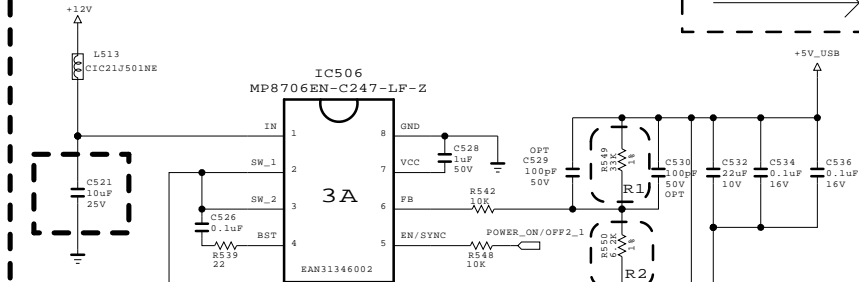 +12V
L513
CIC21J501NE
IC506
MP8706EN-C247-LF-Z
+5V_USB
IN
1
8
GND
SW_1
2
7
VCC
C528
1uF
50V
OPT
C529
100pF
50V
R549
33K
1%
R1
C530
100pF
50V
OPT
C532
22uF
10V
C534
0.1uF
16V
C536
0.1uF
16V
C521
10uF
25V
SW_2
3
3A
6
FB
R542
10K
C526
0.1uF
BST
4
5
EN/SYNC
POWER_ON/OFF2_1
R539
22
EAN31346002
R548
10K
R550
6.2K
1%
R2